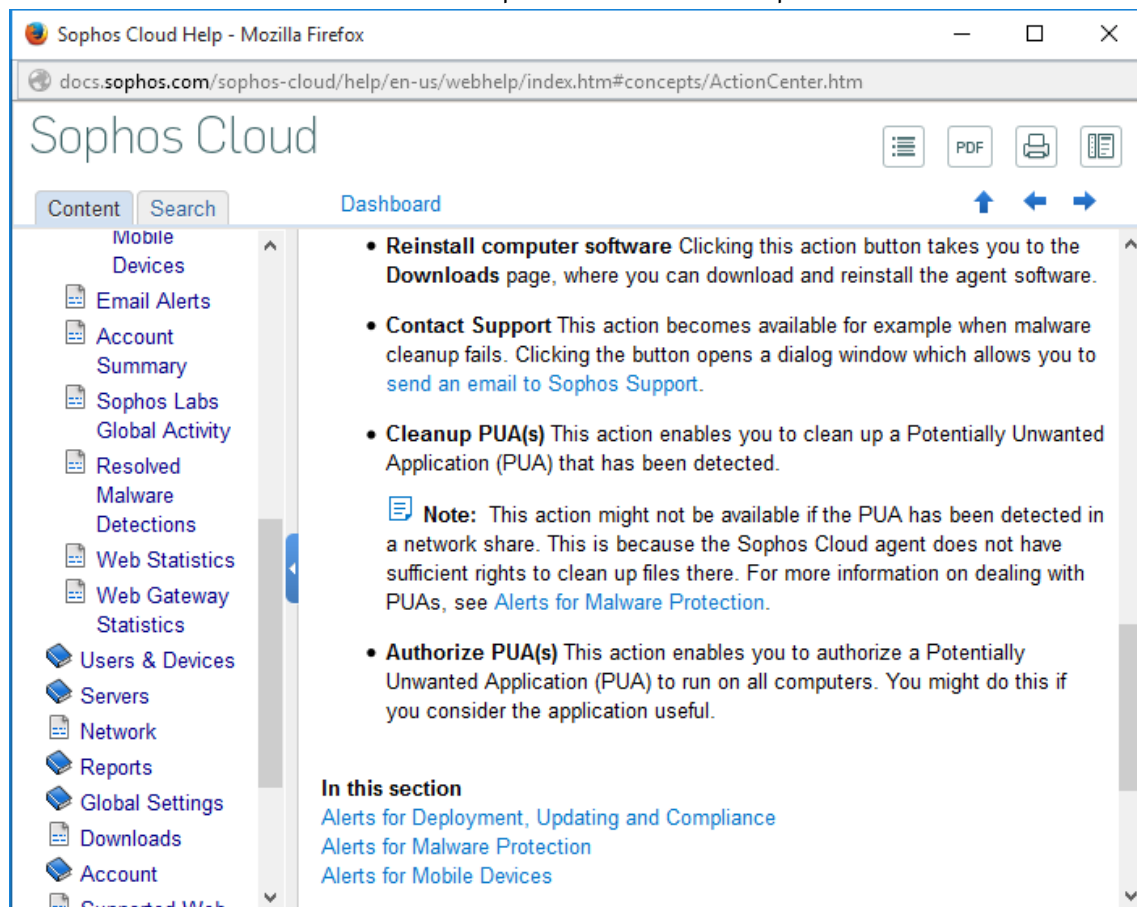 Sophos Cloud Help - Mozilla Firefox
docs.sophos.com/sophos-cloud/help/en-us/webhelp/index.htm#concepts/ActionCenter.htm
Sophos Cloud
PDF
Content
Search
Dashboard
Mobile
Devices
Email Alerts
Account
Summary
Sophos Labs
Global Activity
Resolved
Malware
Detections
Web Statistics
Web Gateway
Statistics
Users & Devices
Servers
Network
Reports
Global Settings
Downloads
Account
• Reinstall computer software Clicking this action button takes you to the
Downloads page, where you can download and reinstall the agent software.
• Contact Support This action becomes available for example when malware
cleanup fails. Clicking the button opens a dialog window which allows you to
send an email to Sophos Support.
• Cleanup PUA(s) This action enables you to clean up a Potentially Unwanted
Application (PUA) that has been detected.
Note: This action might not be available if the PUA has been detected in
a network share. This is because the Sophos Cloud agent does not have
sufficient rights to clean up files there. For more information on dealing with
PUAs, see Alerts for Malware Protection.
• Authorize PUA(s) This action enables you to authorize a Potentially
Unwanted Application (PUA) to run on all computers. You might do this if
you consider the application useful.
In this section
Alerts for Deployment, Updating and Compliance
Alerts for Malware Protection
Alerts for Mobile Devices